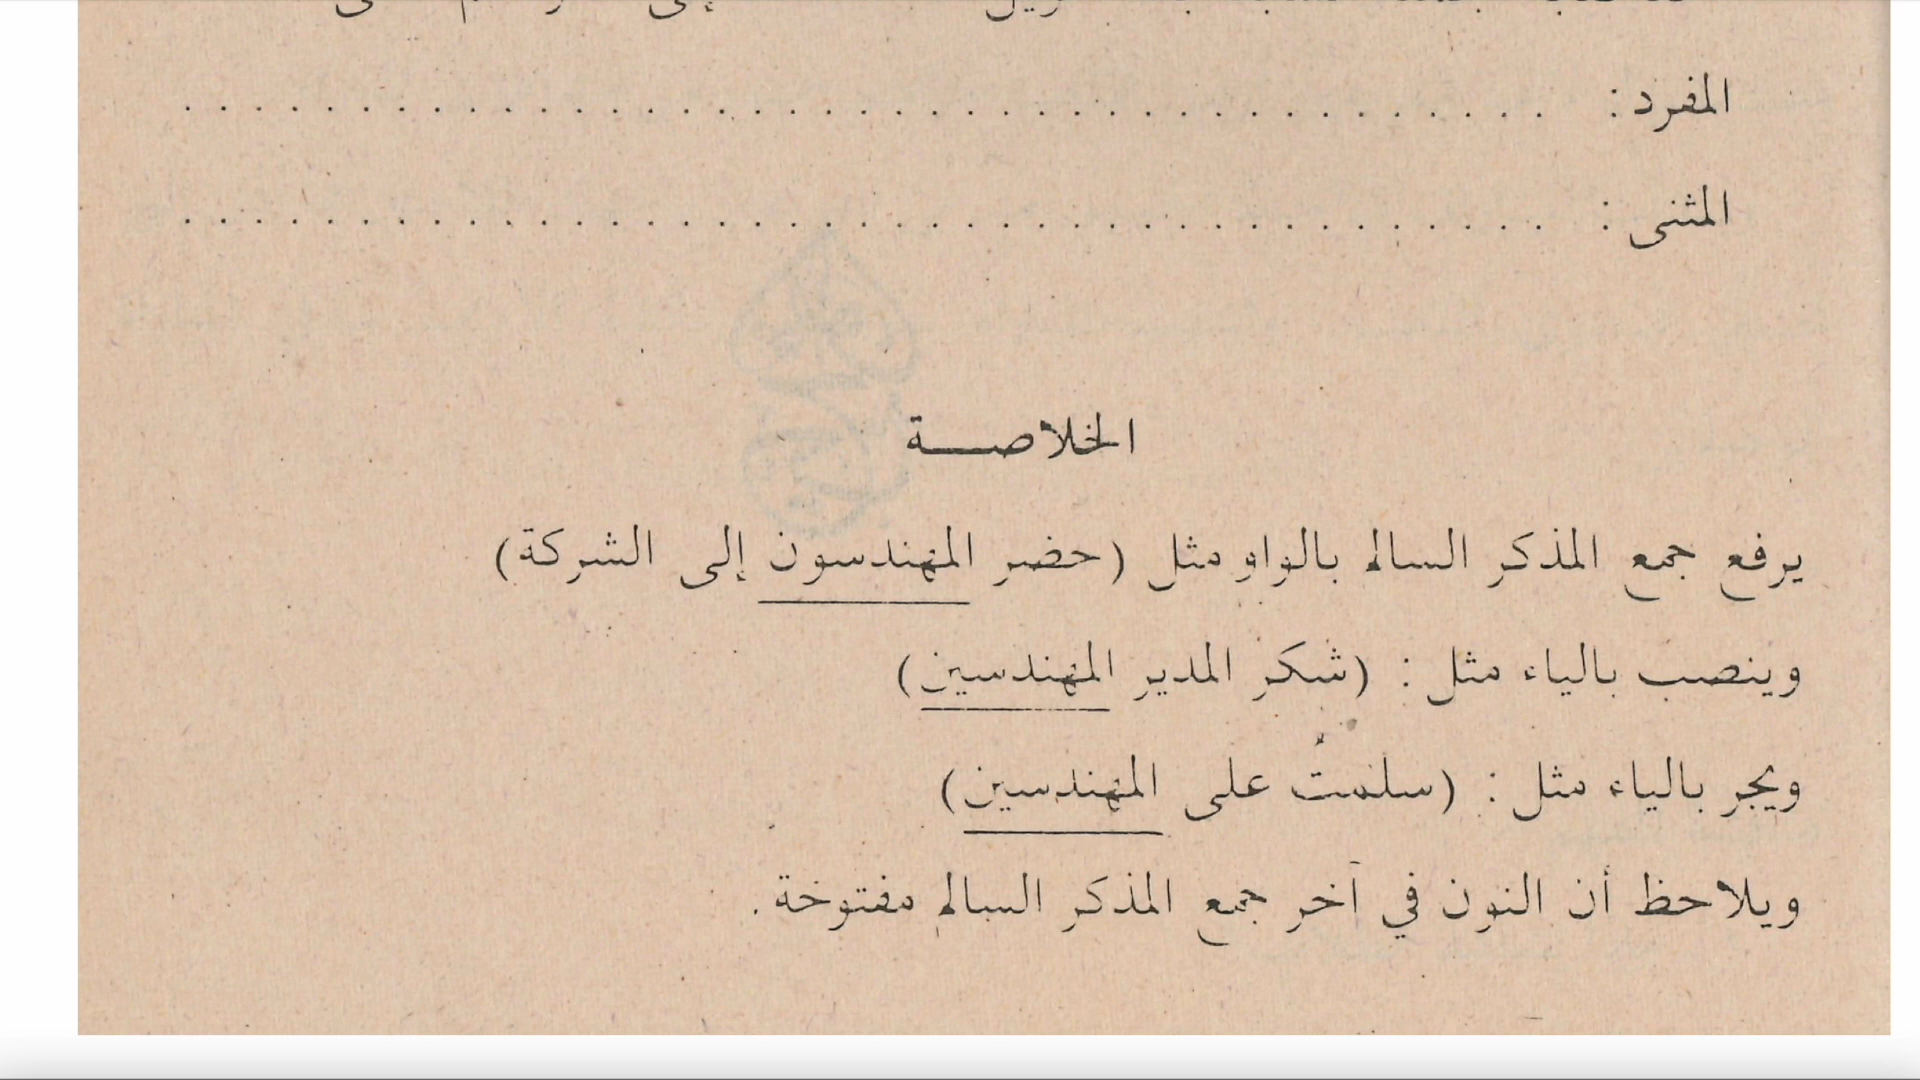 المفرد : . . . . . . . . . . . . . . . . . . . . . . . . . . . . . . . . . . . . . . .
المثنى : . . . . . . . . . . . . . . . . . . . . . . . . . . . . . . . . . . . . . . .
الخلاصـــة
يرفع جمع المذكر السالم بالواو مثل (حضر المهندسون إلى الشركة)
وينصب بالياء مثل : (شكر المدير المهندسين)
ويجر بالياء مثل : (سلمتُ على المهندسين)
ويلاحظ أن النون في آخر جمع المذكر السالم مفتوخة .